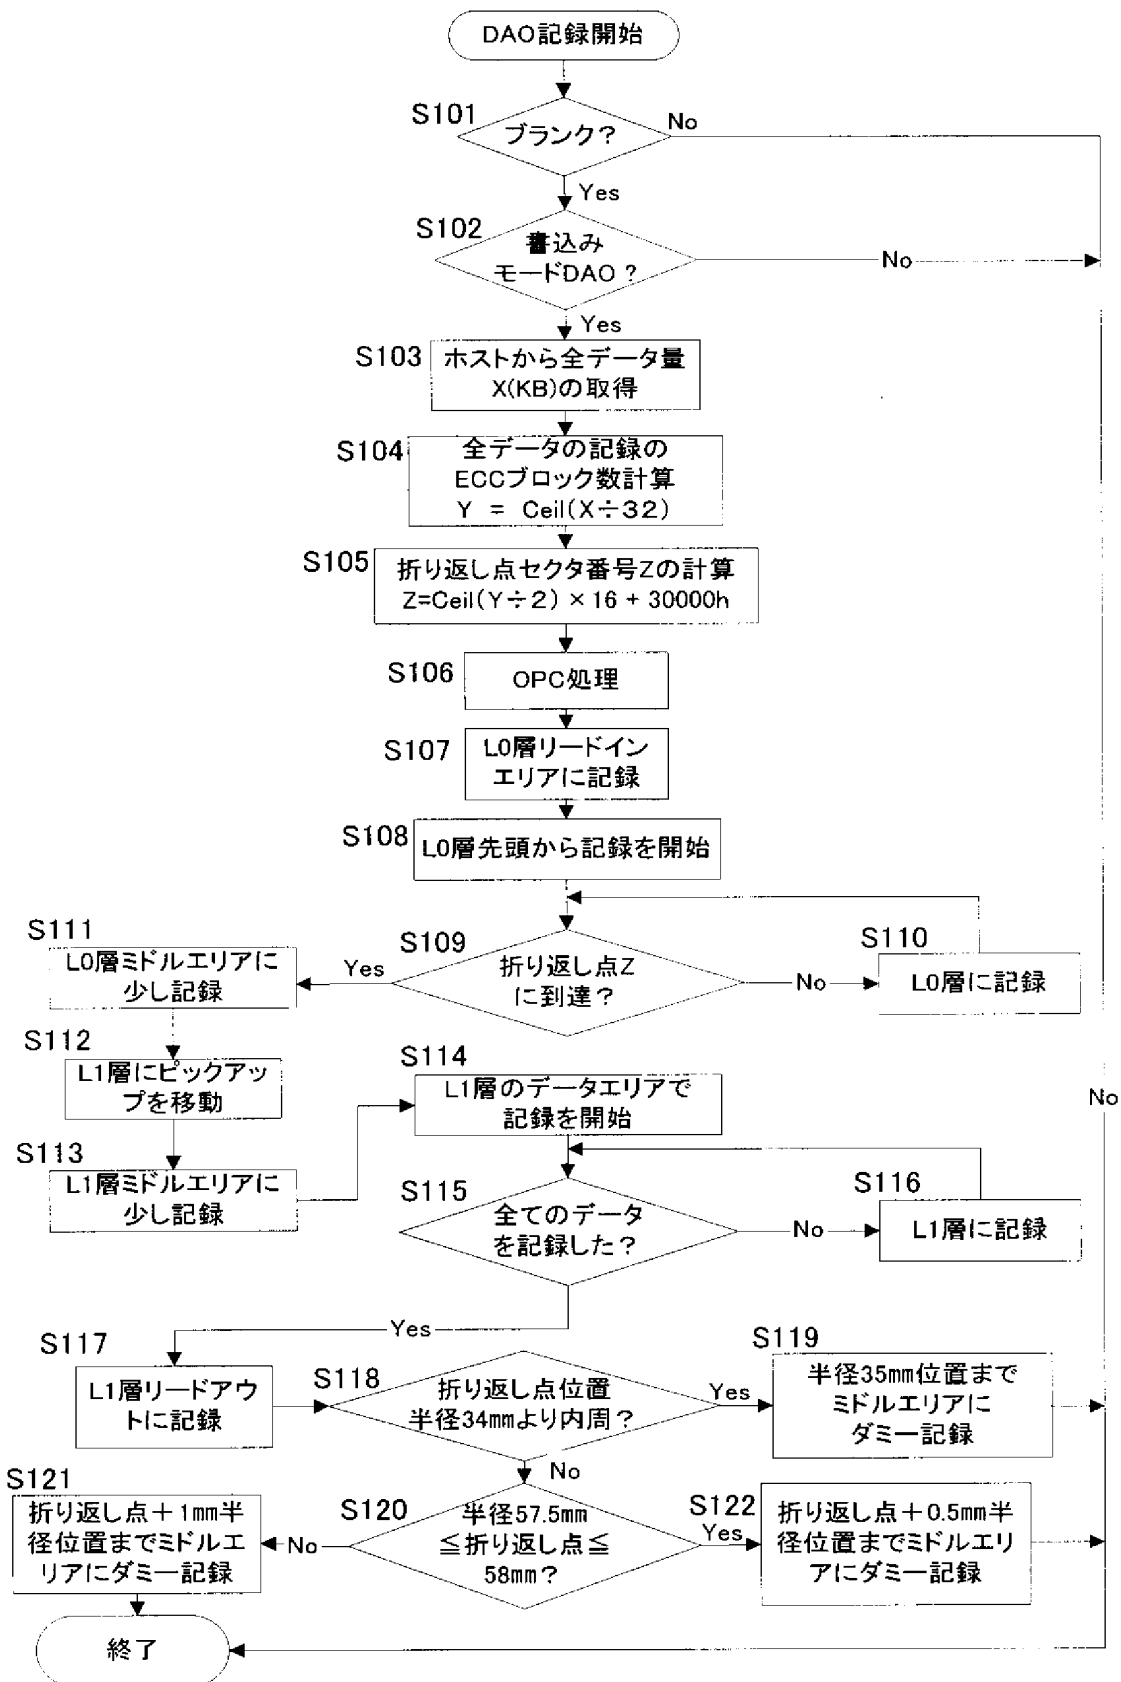 DAO記録開始
S101
ブランク?
No
Yes
S102
書込み
モードDAO?
No
Yes
S103
ホストから全データ量
X(KB)の取得
S104
全データの記録の
ECCブロック数計算
Y = Ceil(X÷32)
S105
折り返し点セクタ番号Zの計算
Z=Ceil(Y÷2)×16+30000h
S106
OPC処理
S107
L0層リードイン
エリアに記録
S108
L0層先頭から記録を開始
S109
折り返し点Z
に到達?
Yes
No
S110
L0層に記録
S111
L0層ミドルエリアに
少し記録
S112
L1層にピックアッ
プを移動
S113
L1層ミドルエリアに
少し記録
S114
L1層のデータエリアで
記録を開始
No
S115
全てのデータ
を記録した?
No
S116
L1層に記録
Yes
S117
L1層リードアウ
トに記録
S118
折り返し点位置
半径34mmより内周?
Yes
S119
半径35mm位置まで
ミドルエリアに
ダミー記録
No
S120
半径57.5mm
≦折り返し点≦
58mm?
No
Yes
S121
折り返し点+1mm半
径位置までミドルエ
リアにダミー記録
S122
折り返し点+0.5mm半
径位置までミドルエリ
アにダミー記録
終了